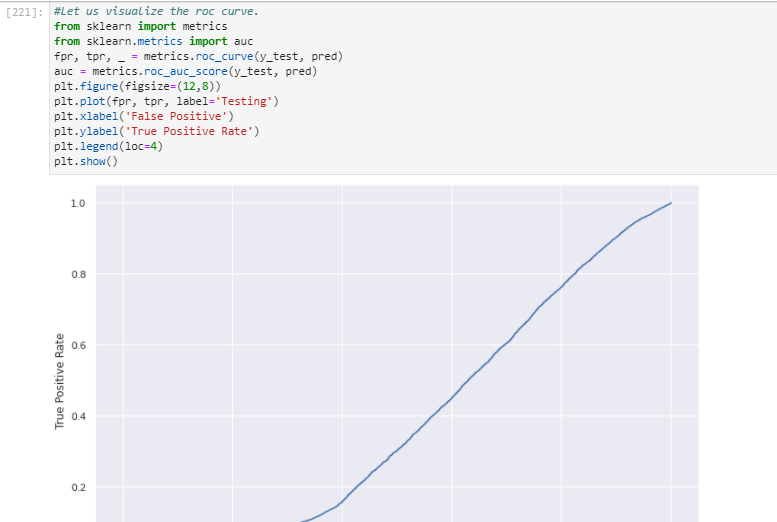 [221]: #Let us visualize the roc curve.
from sklearn import metrics
from sklearn.metrics import auc
fpr, tpr, _ = metrics.roc_curve(y_test, pred)
auc = metrics.roc_auc_score(y_test, pred)
plt.figure(figsize=(12,8))
plt.plot(fpr, tpr, label='Testing')
plt.xlabel('False Positive')
plt.ylabel('True Positive Rate')
plt.legend(loc=4)
plt.show()
1.0
0.8
0.6
0.4
0.2
True Positive Rate